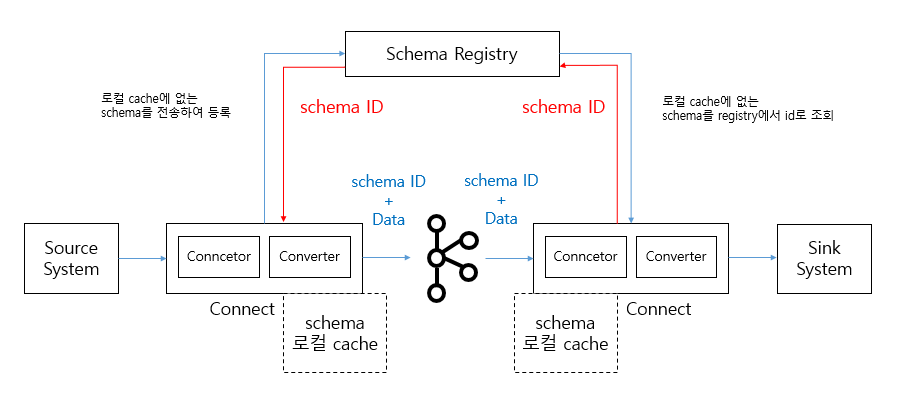 Schema Registry
로컬 cache에 없는
schema를 전송하여 등록
schema ID
schema ID
로컬 cache에 없는
schema를 registry에서 id로 조회
schema ID
+
Data
schema ID
+
Data
Source
System
Conncetor
Converter
Connect
schema
로컬 cache
Conncetor
Converter
Connect
schema
로컬 cache
Sink
System